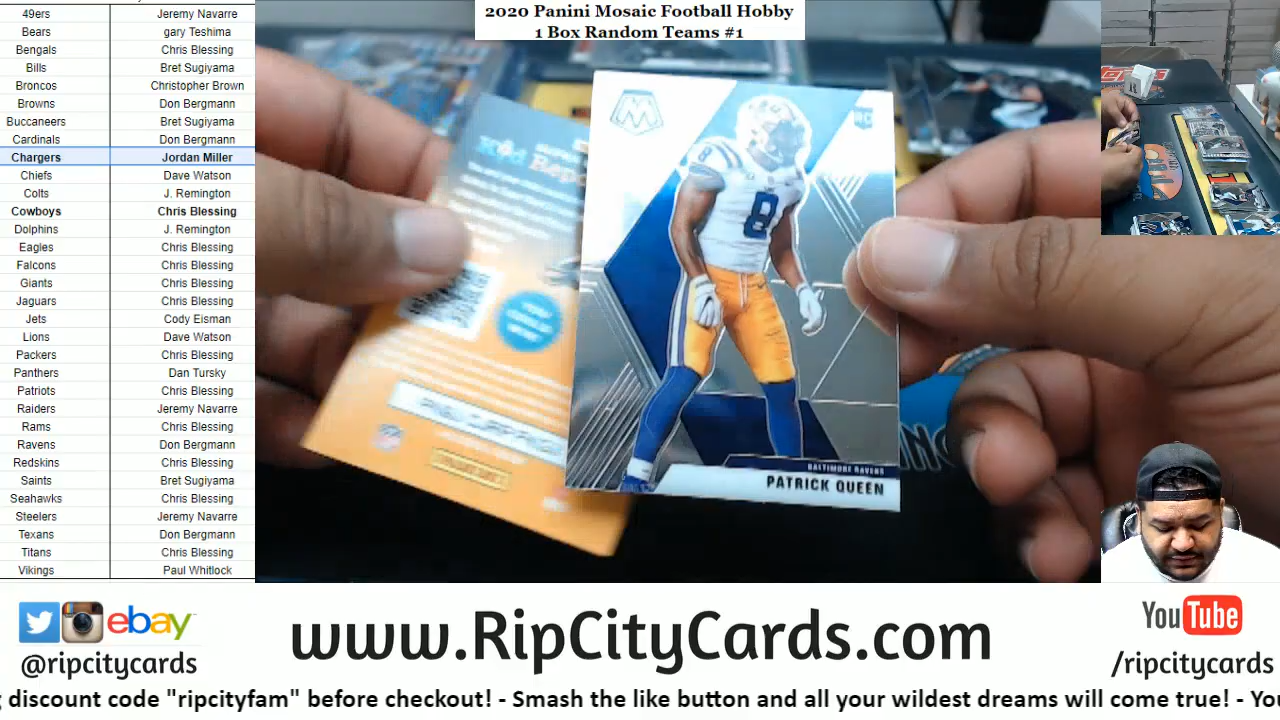 2020 Panini Mosaic Football Hobby
1 Box Random Teams #1
49ers Jeremy Navarre
Bears gary Teshima
Bengals Chris Blessing
Bills Bret Sugiyama
Broncos Christopher Brown
Browns Don Bergmann
Buccaneers Bret Sugiyama
Cardinals Don Bergmann
Chargers Jordan Miller
Chiefs Dave Watson
Colts J. Remington
Cowboys Chris Blessing
Dolphins J. Remington
Eagles Chris Blessing
Falcons Chris Blessing
Giants Chris Blessing
Jaguars Chris Blessing
Jets Cody Eisman
Lions Dave Watson
Packers Chris Blessing
Panthers Dan Tursky
Patriots Chris Blessing
Raiders Jeremy Navarre
Rams Chris Blessing
Ravens Don Bergmann
Redskins Chris Blessing
Saints Bret Sugiyama
Seahawks Chris Blessing
Steelers Jeremy Navarre
Texans Don Bergmann
Titans Chris Blessing
Vikings Paul Whitlock
RC
8
8
BALTIMORE RAVENS
PATRICK QUEEN
ebay
@ripcitycards
www.RipCityCards.com
YouTube
/ripcitycards
discount code "ripcityfam" before checkout! - Smash the like button and all your wildest dreams will come true! -